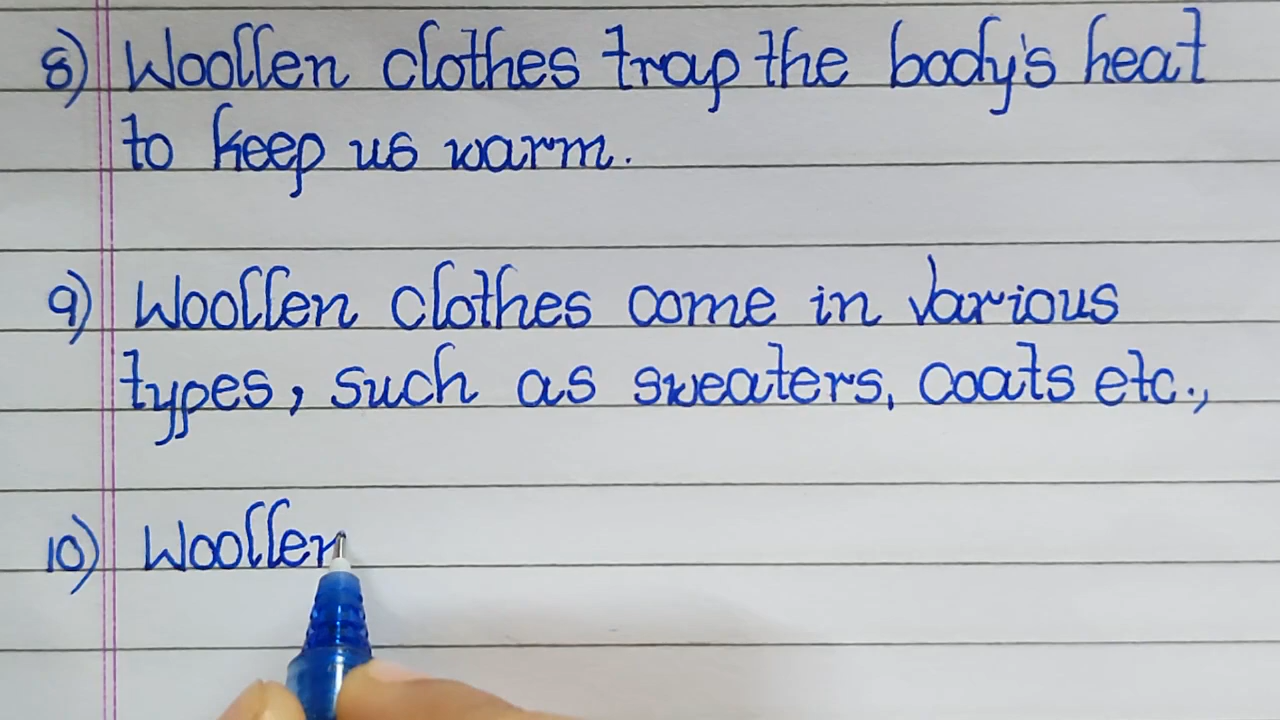 8) Woollen clothes trap the body's heat
to keep us warm.
9) Woollen clothes come in various
types, such as sweaters, coats etc.,
10) Woollen